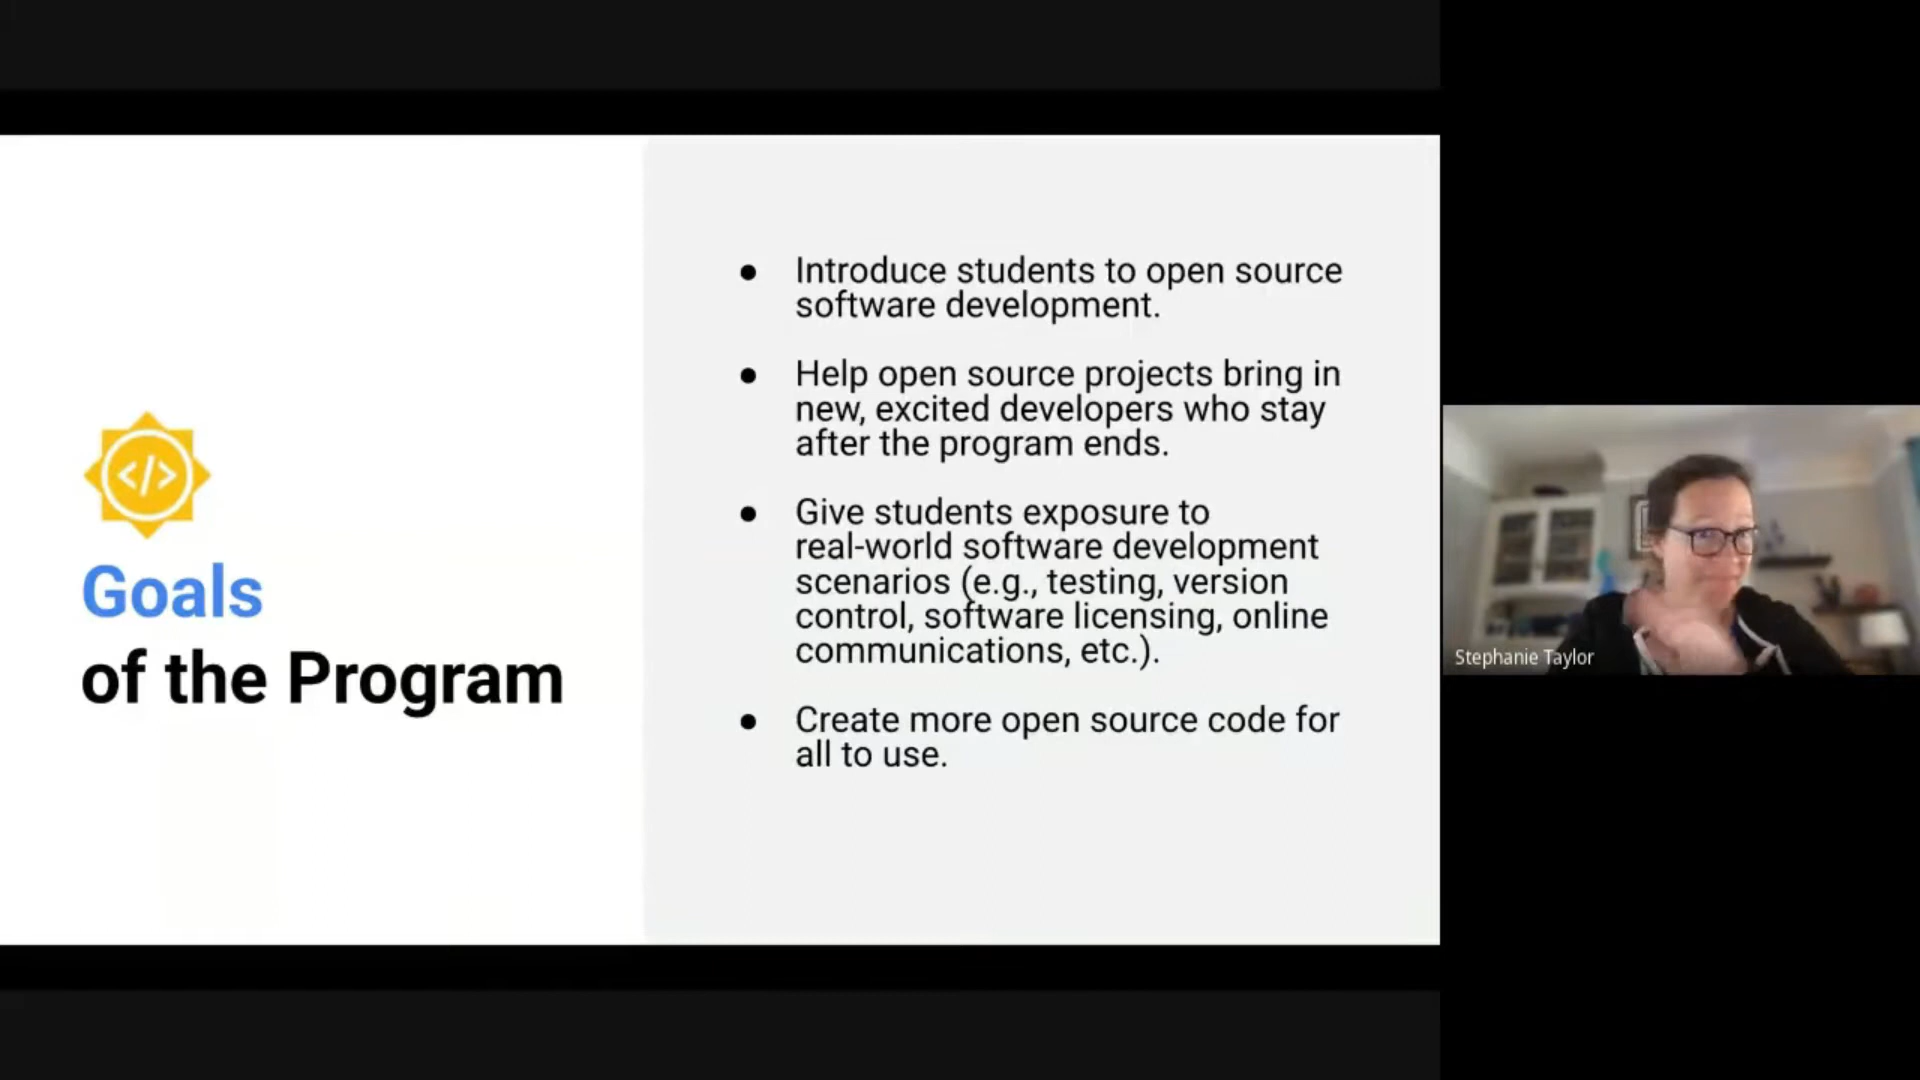 </>
Goals
of the Program
● Introduce students to open source
software development.
● Help open source projects bring in
new, excited developers who stay
after the program ends.
● Give students exposure to
real-world software development
scenarios (e.g., testing, version
control, software licensing, online
communications, etc.).
● Create more open source code for
all to use.
Stephanie Taylor